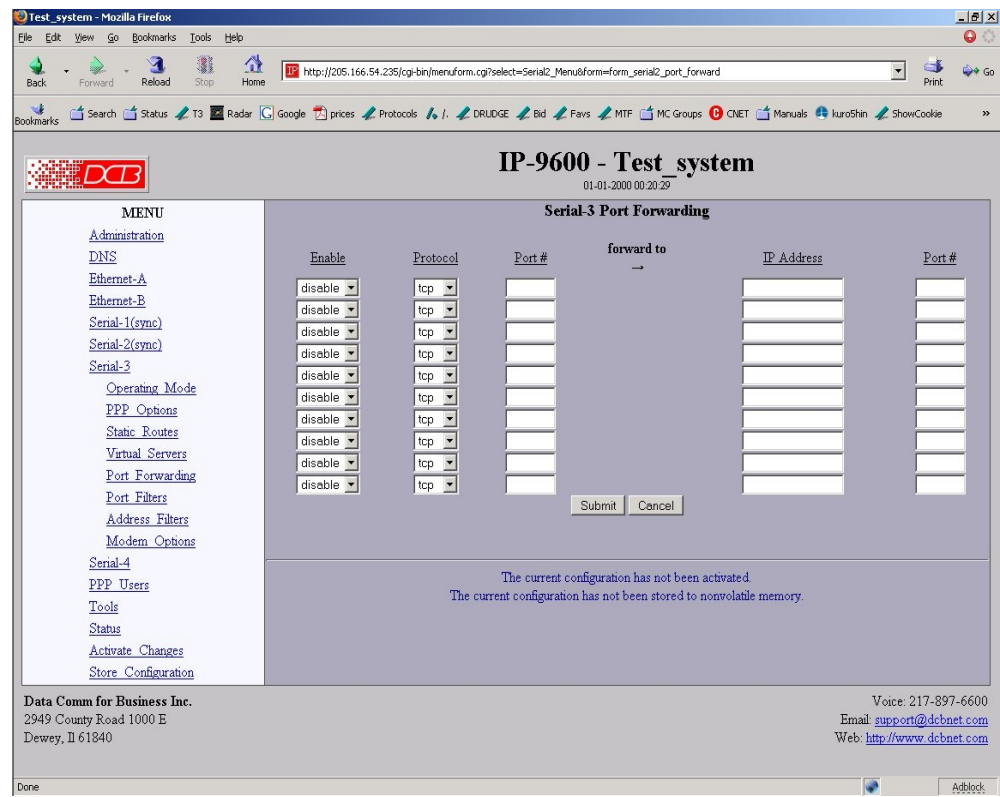 Test_system - Mozilla Firefox
File Edit View Go Bookmarks Tools Help
Back Forward Reload Stop Home http://205.166.54.235/cgi-bin/menuform.cgi?select=Serial2_Menu&form=form_serial2_port_forward Print Go
Bookmarks Search Status T3 Radar Google prices Protocols /. DRUDGE Bid Favs MTF MC Groups CNET Manuals kuro5hin ShowCookie »
DCB
IP-9600 - Test_system
01-01-2000 00:20:29
MENU
Administration
DNS
Ethernet-A
Ethernet-B
Serial-1(sync)
Serial-2(sync)
Serial-3
Operating Mode
PPP Options
Static Routes
Virtual Servers
Port Forwarding
Port Filters
Address Filters
Modem Options
Serial-4
PPP Users
Tools
Status
Activate Changes
Store Configuration
Serial-3 Port Forwarding
Enable Protocol Port # forward to → IP Address Port #
disable tcp
disable tcp
disable tcp
disable tcp
disable tcp
disable tcp
disable tcp
disable tcp
disable tcp
disable tcp
Submit Cancel
The current configuration has not been activated.
The current configuration has not been stored to nonvolatile memory.
Data Comm for Business Inc.
2949 County Road 1000 E
Dewey, Il 61840
Voice: 217-897-6600
Email: support@dcbnet.com
Web: http://www.dcbnet.com
Done Adblock